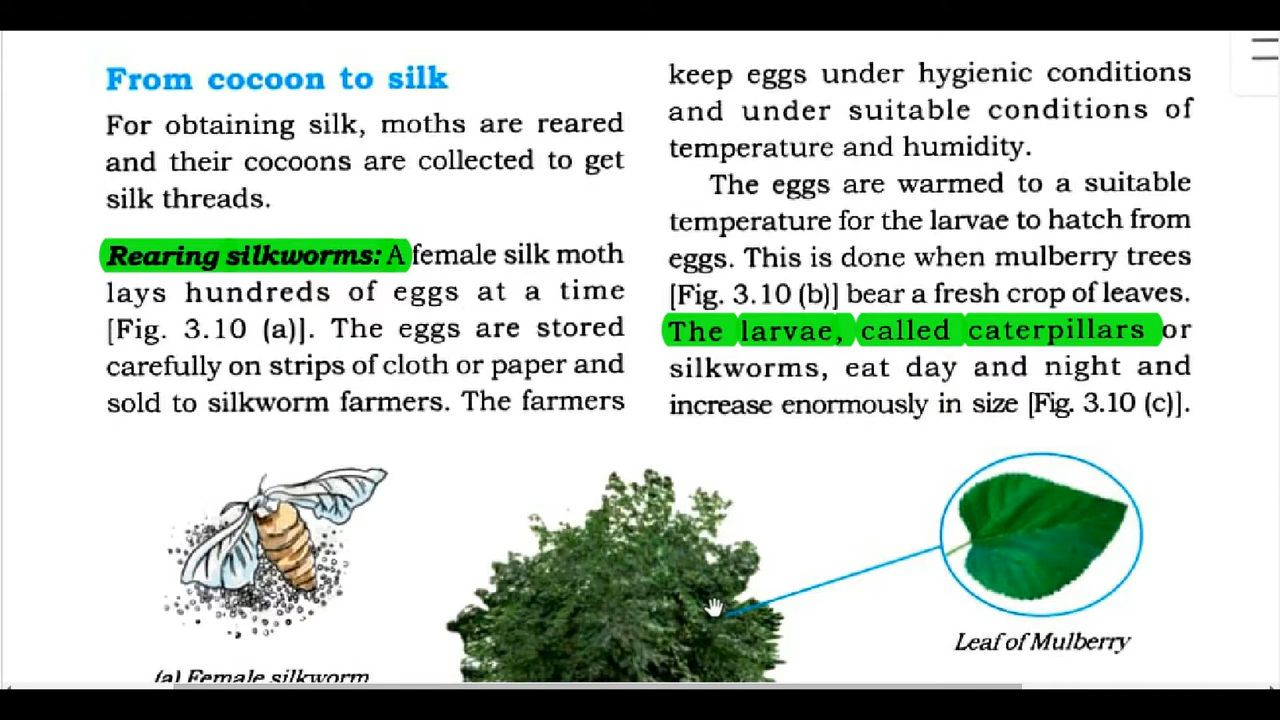 From cocoon to silk
For obtaining silk, moths are reared
and their cocoons are collected to get
silk threads.
Rearing silkworms: A female silk moth
lays hundreds of eggs at a time
[Fig. 3.10 (a)]. The eggs are stored
carefully on strips of cloth or paper and
sold to silkworm farmers. The farmers
keep eggs under hygienic conditions
and under suitable conditions of
temperature and humidity.
The eggs are warmed to a suitable
temperature for the larvae to hatch from
eggs. This is done when mulberry trees
[Fig. 3.10 (b)] bear a fresh crop of leaves.
The larvae, called caterpillars or
silkworms, eat day and night and
increase enormously in size [Fig. 3.10 (c)].
Leaf of Mulberry
(a) Female silkworm